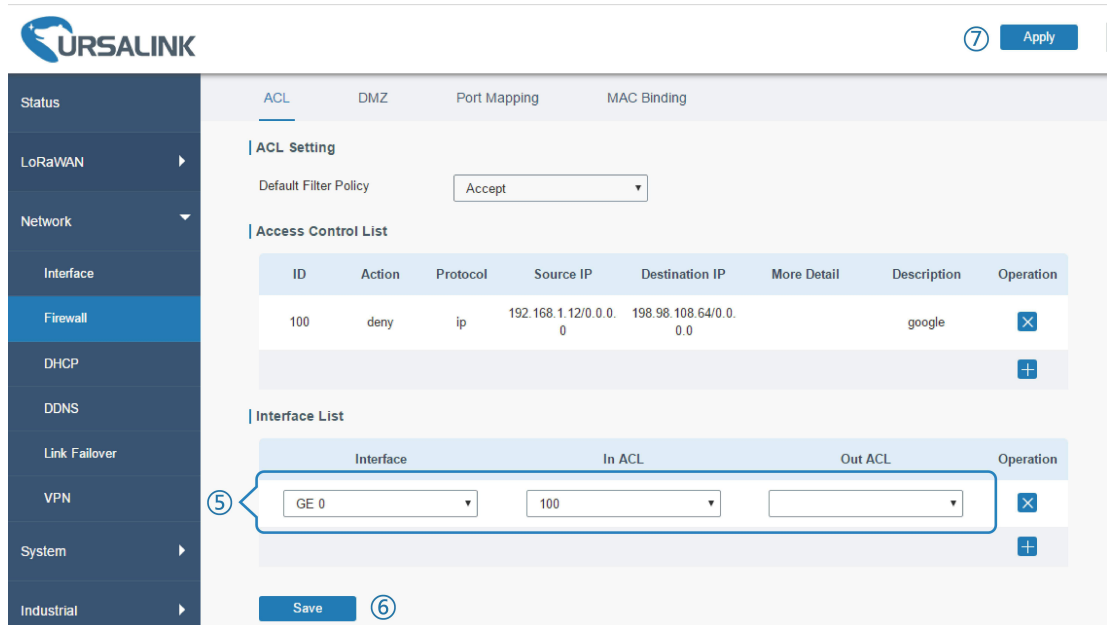 URSALINK
⑦ Apply
Status
ACL DMZ Port Mapping MAC Binding
ACL Setting
LoRaWAN
Default Filter Policy Accept
Network
Access Control List
Interface
ID Action Protocol Source IP Destination IP More Detail Description Operation
Firewall
100 deny ip 192.168.1.12/0.0.0. 198.98.108.64/0.0. google
0 0.0
DHCP
DDNS
Interface List
Link Failover
Interface In ACL Out ACL Operation
VPN
⑤ GE 0 100
System
Industrial
Save ⑥